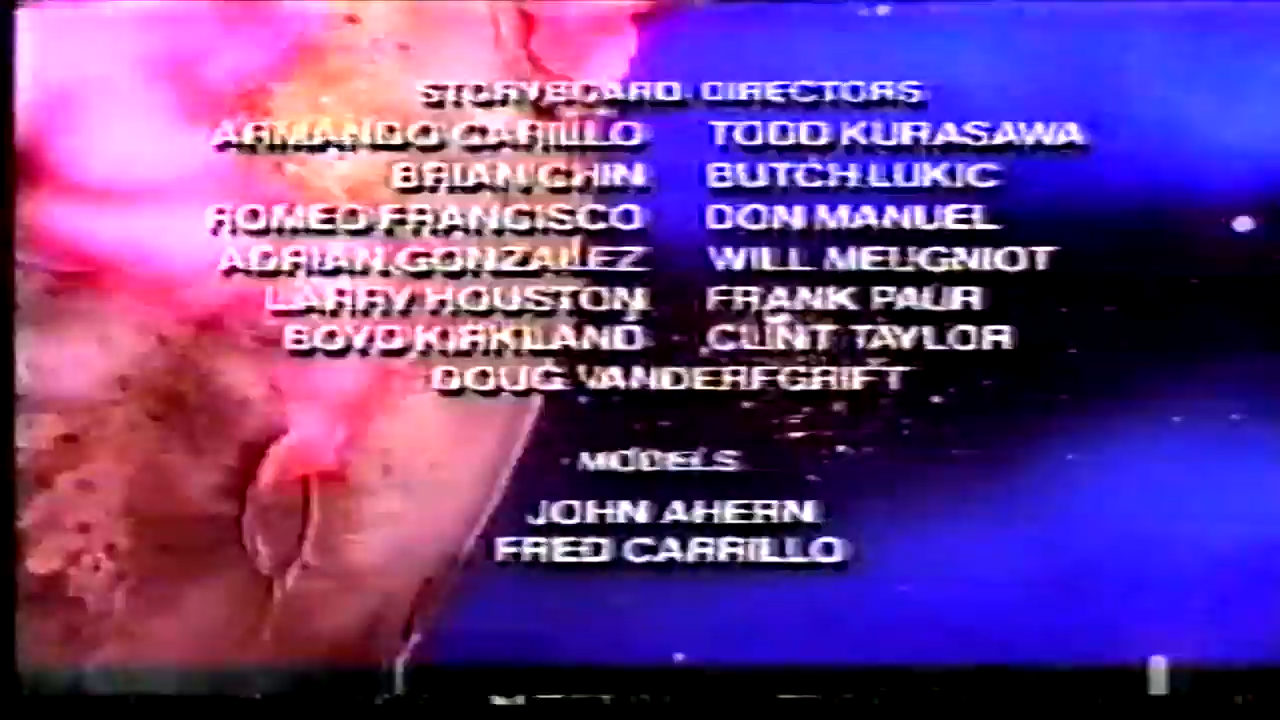 STORYBOARD DIRECTORS
ARMANDO CARILLO TODD KURASAWA
BRIAN CHIN BUTCH LUKIC
ROMEO FRANCISCO DON MANUEL
ADRIAN GONZALEZ WILL MEUGNIOT
LARRY HOUSTON FRANK PAUR
BOYD KIRKLAND CLINT TAYLOR
DOUG VANDERFGRIFT
MODELS
JOHN AHERN
FRED CARRILLO